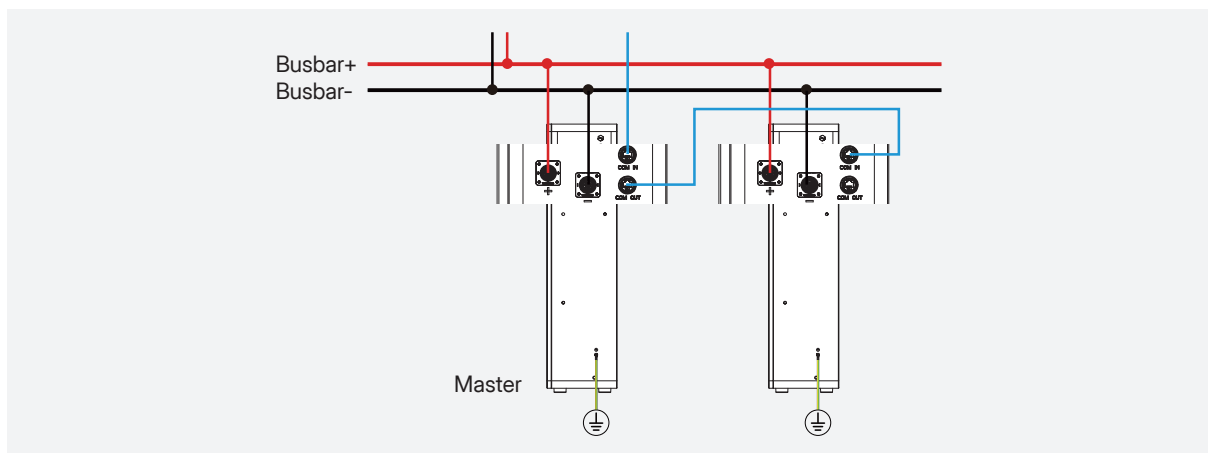 Busbar+
Busbar-
COM IN
+
COM OUT
−
COM IN
+
COM OUT
−
Master